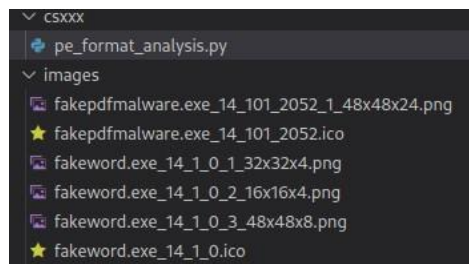 csxxx
pe_format_analysis.py
images
fakepdfmalware.exe_14_101_2052_1_48x48x24.png
fakepdfmalware.exe_14_101_2052.ico
fakeword.exe_14_1_0_1_32x32x4.png
fakeword.exe_14_1_0_2_16x16x4.png
fakeword.exe_14_1_0_3_48x48x8.png
fakeword.exe_14_1_0.ico